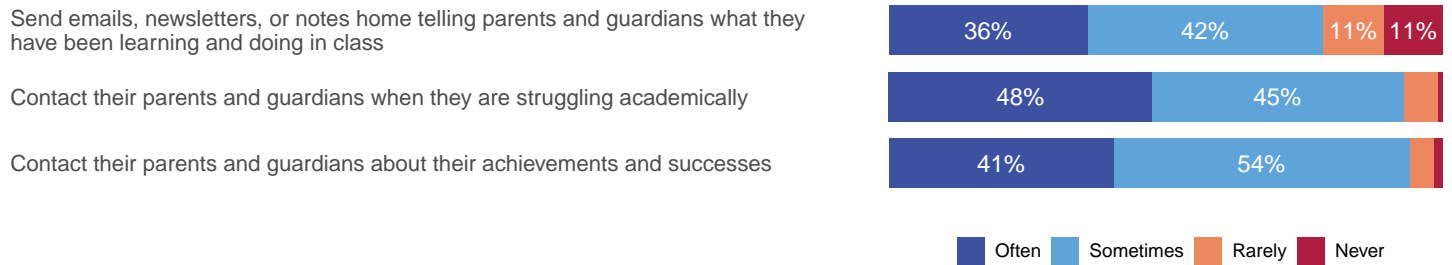 Send emails, newsletters, or notes home telling parents and guardians what they
have been learning and doing in class
36% 42% 11% 11%
Contact their parents and guardians when they are struggling academically
48% 45%
Contact their parents and guardians about their achievements and successes
41% 54%
Often Sometimes Rarely Never